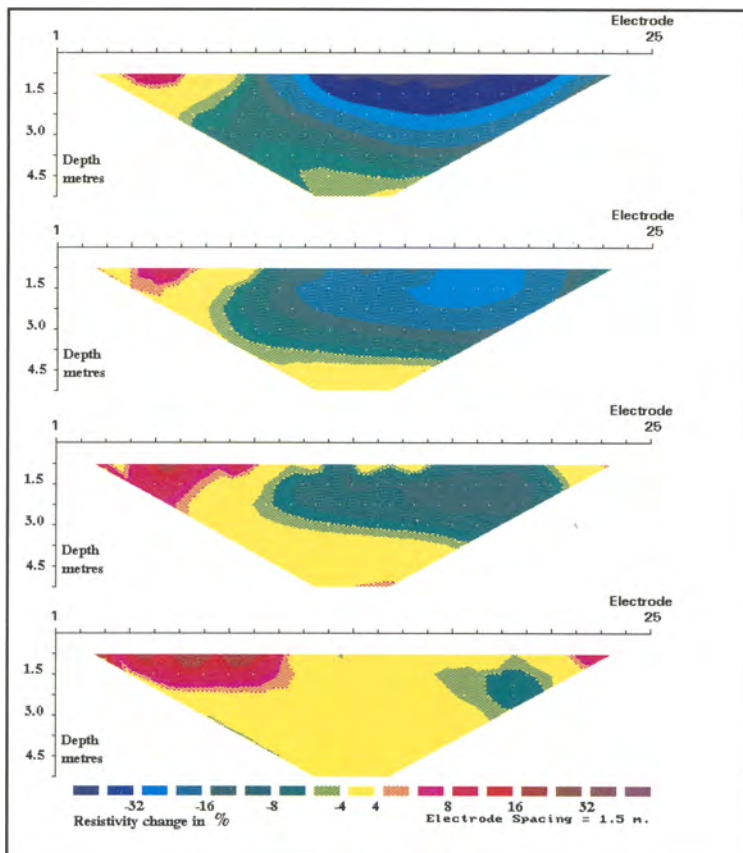 Electrode
1 25
1.5
3.0
Depth
4.5
metres
Electrode
1 25
1.5
3.0
Depth
4.5
metres
Electrode
1 25
1.5
3.0
Depth
4.5
metres
Electrode
1 25
1.5
3.0
Depth
4.5
metres
-32 -16 -8 -4 4 8 16 32
Resistivity change in % Electrode Spacing = 1.5 m.